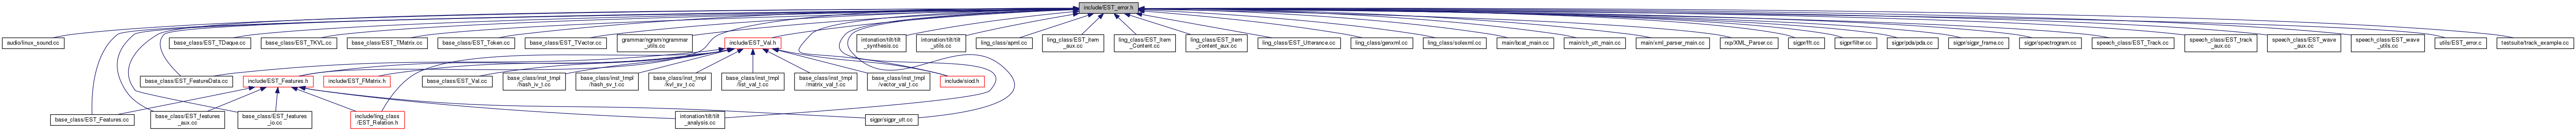 include/EST_error.h
audio/linux_sound.cc
base_class/EST_TDeque.cc
base_class/EST_TKVL.cc
base_class/EST_TMatrix.cc
base_class/EST_Token.cc
base_class/EST_TVector.cc
grammar/ngram/ngrammar
_utils.cc
include/EST_Val.h
intonation/tilt/tilt
_synthesis.cc
intonation/tilt/tilt
_utils.cc
ling_class/apml.cc
ling_class/EST_item
_aux.cc
ling_class/EST_Item
_Content.cc
ling_class/EST_item
_content_aux.cc
ling_class/EST_Utterance.cc
ling_class/genxml.cc
ling_class/solexml.cc
main/bcat_main.cc
main/ch_utt_main.cc
main/xml_parser_main.cc
rxp/XML_Parser.cc
sigpr/fft.cc
sigpr/filter.cc
sigpr/pda/pda.cc
sigpr/sigpr_frame.cc
sigpr/spectrogram.cc
speech_class/EST_Track.cc
speech_class/EST_track
_aux.cc
speech_class/EST_wave
_aux.cc
speech_class/EST_wave
_utils.cc
utils/EST_error.c
testsuite/track_example.cc
base_class/EST_FeatureData.cc
include/EST_Features.h
include/EST_FMatrix.h
base_class/EST_Val.cc
base_class/inst_tmpl
/hash_iv_t.cc
base_class/inst_tmpl
/hash_sv_t.cc
base_class/inst_tmpl
/kvl_sv_t.cc
base_class/inst_tmpl
/list_val_t.cc
base_class/inst_tmpl
/matrix_val_t.cc
base_class/inst_tmpl
/vector_val_t.cc
include/siod.h
base_class/EST_Features.cc
base_class/EST_features
_aux.cc
base_class/EST_features
_io.cc
include/ling_class
/EST_Relation.h
intonation/tilt/tilt
_analysis.cc
sigpr/sigpr_utt.cc